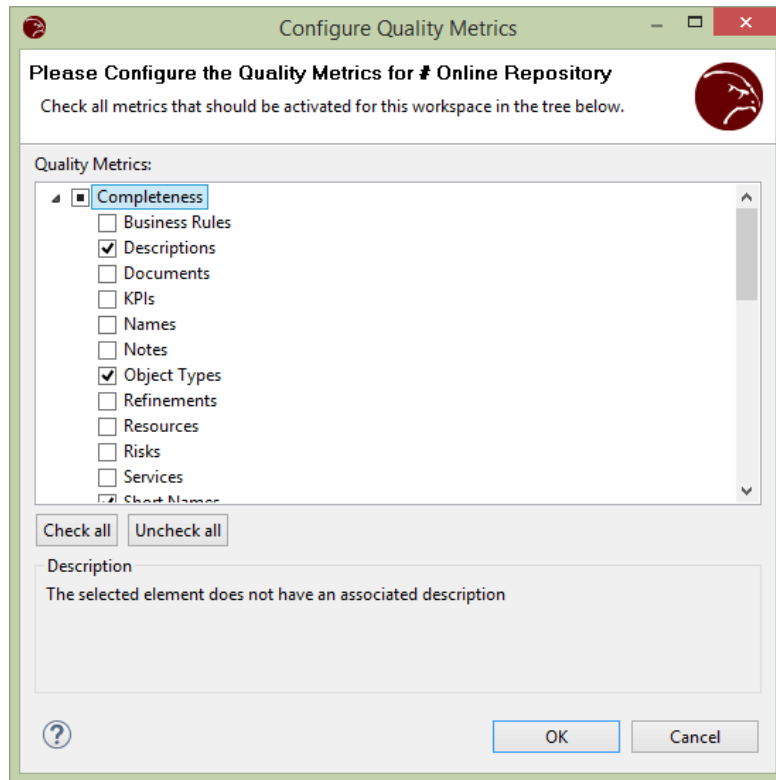 Configure Quality Metrics
Please Configure the Quality Metrics for # Online Repository
Check all metrics that should be activated for this workspace in the tree below.
Quality Metrics:
Completeness
Business Rules
Descriptions
Documents
KPIs
Names
Notes
Object Types
Refinements
Resources
Risks
Services
Short Names
Check all Uncheck all
Description
The selected element does not have an associated description
? OK Cancel